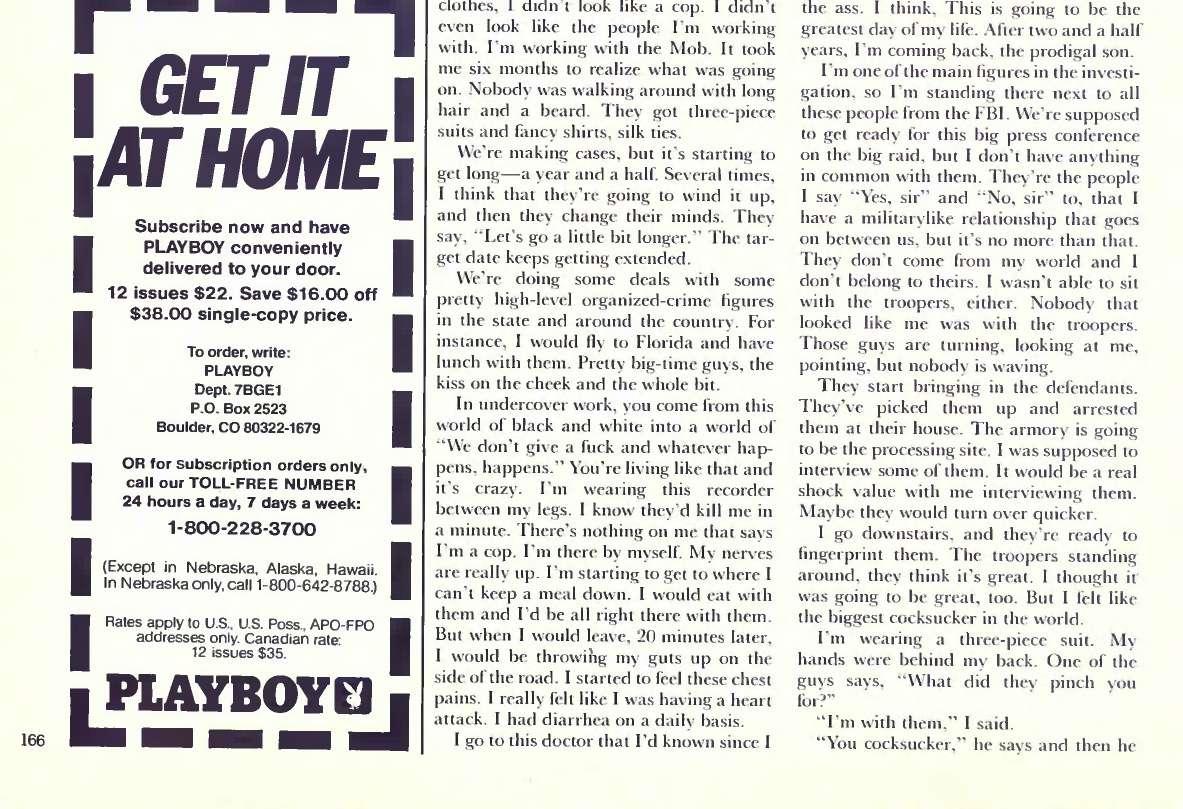 GET IT
AT HOME
Subscribe now and have
PLAYBOY conveniently
delivered to your door.
12 issues $22. Save $16.00 off
$38.00 single-copy price.
To order, write:
PLAYBOY
Dept. 7BGE1
P.O. Box 2523
Boulder, CO 80322-1679
OR for subscription orders only,
call our TOLL-FREE NUMBER
24 hours a day, 7 days a week:
1-800-228-3700
(Except in Nebraska, Alaska, Hawaii.
In Nebraska only, call 1-800-642-8788.)
Rates apply to U.S., U.S. Poss., APO-FPO
addresses only. Canadian rate:
12 issues $35.
PLAYBOY
166
clothes, I didn't look like a cop. I didn't
even look like the people I'm working
with. I'm working with the Mob. It took
me six months to realize what was going
on. Nobody was walking around with long
hair and a beard. They got three-piece
suits and fancy shirts, silk ties.
We're making cases, but it's starting to
get long—a year and a half. Several times,
I think that they're going to wind it up,
and then they change their minds. They
say, "Let's go a little bit longer." The tar-
get date keeps getting extended.
We're doing some deals with some
pretty high-level organized-crime figures
in the state and around the country. For
instance, I would fly to Florida and have
lunch with them. Pretty big-time guys, the
kiss on the cheek and the whole bit.
In undercover work, you come from this
world of black and white into a world of
"We don't give a fuck and whatever hap-
pens, happens." You're living like that and
it's crazy. I'm wearing this recorder
between my legs. I know they'd kill me in
a minute. There's nothing on me that says
I'm a cop. I'm there by myself. My nerves
are really up. I'm starting to get to where I
can't keep a meal down. I would eat with
them and I'd be all right there with them.
But when I would leave, 20 minutes later,
I would be throwing my guts up on the
side of the road. I started to feel these chest
pains. I really felt like I was having a heart
attack. I had diarrhea on a daily basis.
I go to this doctor that I'd known since I
the ass. I think, This is going to be the
greatest day of my life. After two and a half
years, I'm coming back, the prodigal son.
I'm one of the main figures in the investi-
gation, so I'm standing there next to all
these people from the FBI. We're supposed
to get ready for this big press conference
on the big raid, but I don't have anything
in common with them. They're the people
I say "Yes, sir" and "No, sir" to, that I
have a militarylike relationship that goes
on between us, but it's no more than that.
They don't come from my world and I
don't belong to theirs. I wasn't able to sit
with the troopers, either. Nobody that
looked like me was with the troopers.
Those guys are turning, looking at me,
pointing, but nobody is waving.
They start bringing in the defendants.
They've picked them up and arrested
them at their house. The armory is going
to be the processing site. I was supposed to
interview some of them. It would be a real
shock value with me interviewing them.
Maybe they would turn over quicker.
I go downstairs, and they're ready to
fingerprint them. The troopers standing
around, they think it's great. I thought it
was going to be great, too. But I felt like
the biggest cocksucker in the world.
I'm wearing a three-piece suit. My
hands were behind my back. One of the
guys says, "What did they pinch you
for?"
"I'm with them," I said.
"You cocksucker," he says and then he